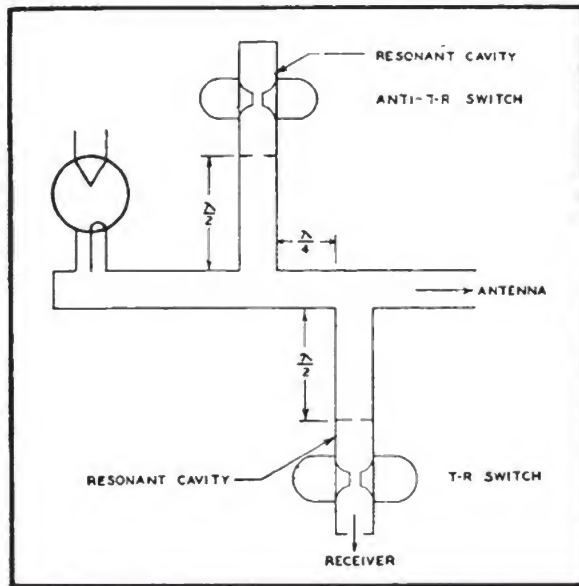 RESONANT CAVITY
ANTI-T-R SWITCH
λ/2
λ/4
ANTENNA
λ/2
RESONANT CAVITY
T-R SWITCH
RECEIVER